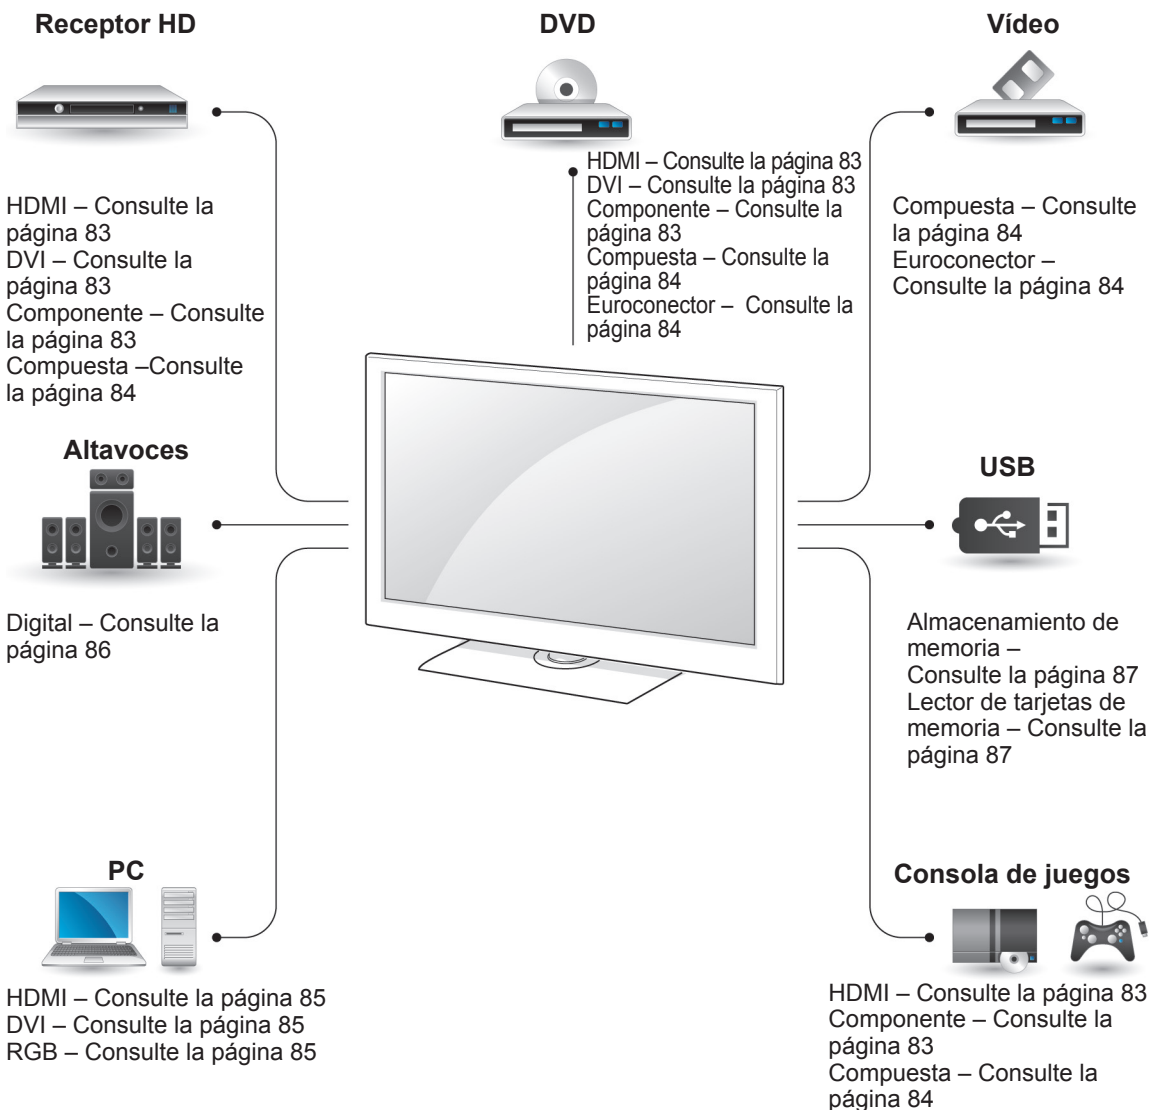 Receptor HD
HDMI – Consulte la
página 83
DVI – Consulte la
página 83
Componente – Consulte
la página 83
Compuesta –Consulte
la página 84
DVD
HDMI – Consulte la página 83
DVI – Consulte la página 83
Componente – Consulte la
página 83
Compuesta – Consulte la
página 84
Euroconector –  Consulte la
página 84
Vídeo
Compuesta – Consulte
la página 84
Euroconector –
Consulte la página 84
Altavoces
Digital – Consulte la
página 86
USB
Almacenamiento de
memoria –
Consulte la página 87
Lector de tarjetas de
memoria – Consulte la
página 87
PC
HDMI – Consulte la página 85
DVI – Consulte la página 85
RGB – Consulte la página 85
Consola de juegos
HDMI – Consulte la página 83
Componente – Consulte la
página 83
Compuesta – Consulte la
página 84